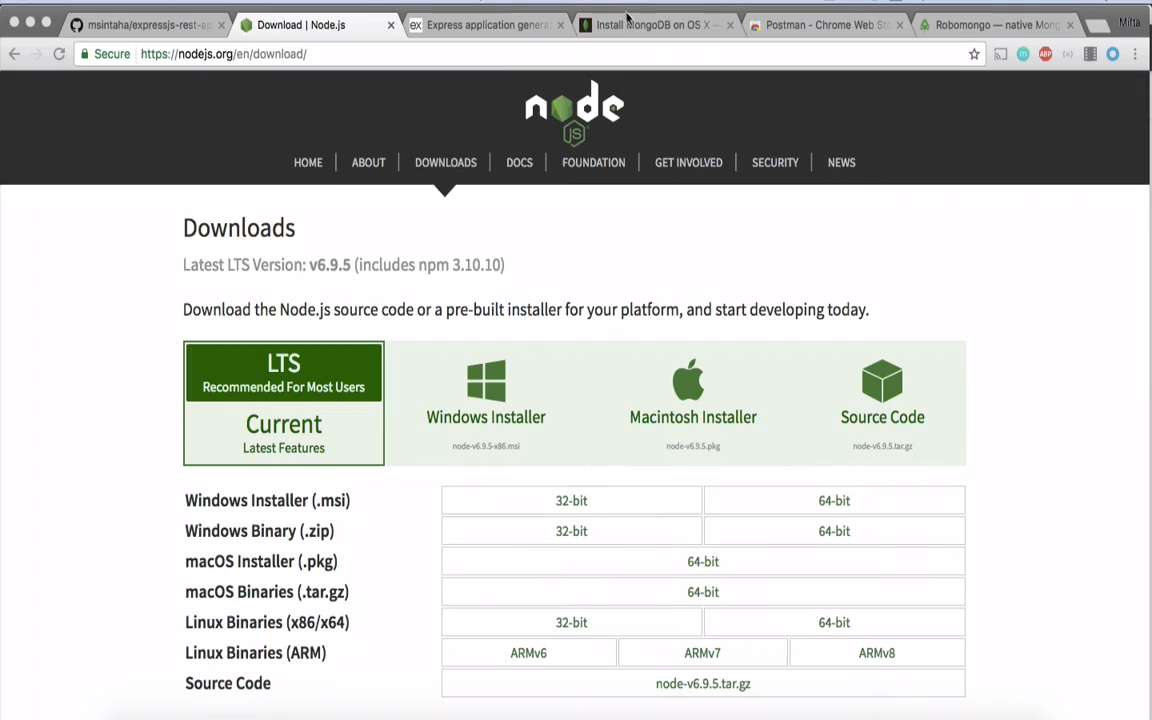 msintaha/expressjs-rest-ap
Download | Node.js
Express application genera
Install MongoDB on OS X —
Postman - Chrome Web Sto
Robomongo — native Mong
Mifta
Secure
https://nodejs.org/en/download/
ABP
node
JS
HOME
ABOUT
DOWNLOADS
DOCS
FOUNDATION
GET INVOLVED
SECURITY
NEWS
Downloads
Latest LTS Version: v6.9.5 (includes npm 3.10.10)
Download the Node.js source code or a pre-built installer for your platform, and start developing today.
LTS
Recommended For Most Users
Current
Latest Features
Windows Installer
node-v6.9.5-x86.msi
Macintosh Installer
node-v6.9.5.pkg
Source Code
node-v6.9.5.tar.gz
Windows Installer (.msi) 32-bit 64-bit
Windows Binary (.zip) 32-bit 64-bit
macOS Installer (.pkg) 64-bit
macOS Binaries (.tar.gz) 64-bit
Linux Binaries (x86/x64) 32-bit 64-bit
Linux Binaries (ARM) ARMv6 ARMv7 ARMv8
Source Code node-v6.9.5.tar.gz